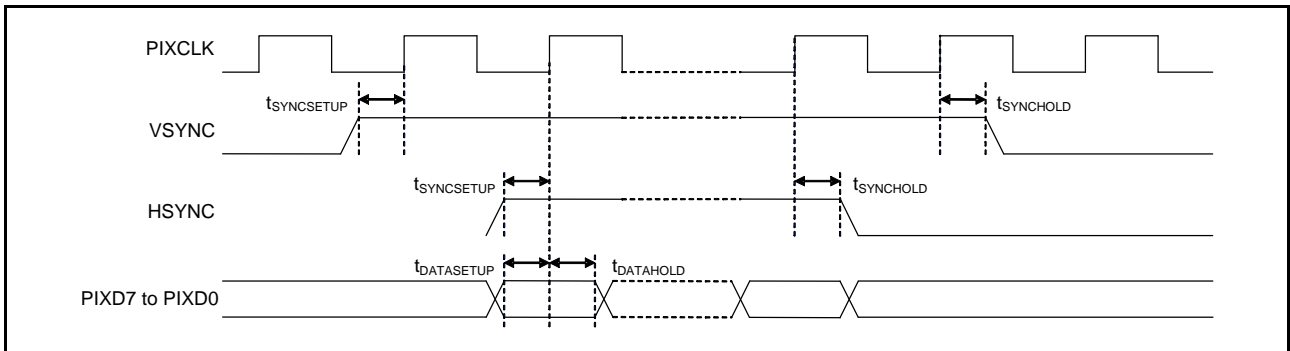 PIXCLK
tSYNCSETUP
tSYNCHOLD
VSYNC
tSYNCSETUP
tSYNCHOLD
HSYNC
tDATASETUP
tDATAHOLD
PIXD7 to PIXD0